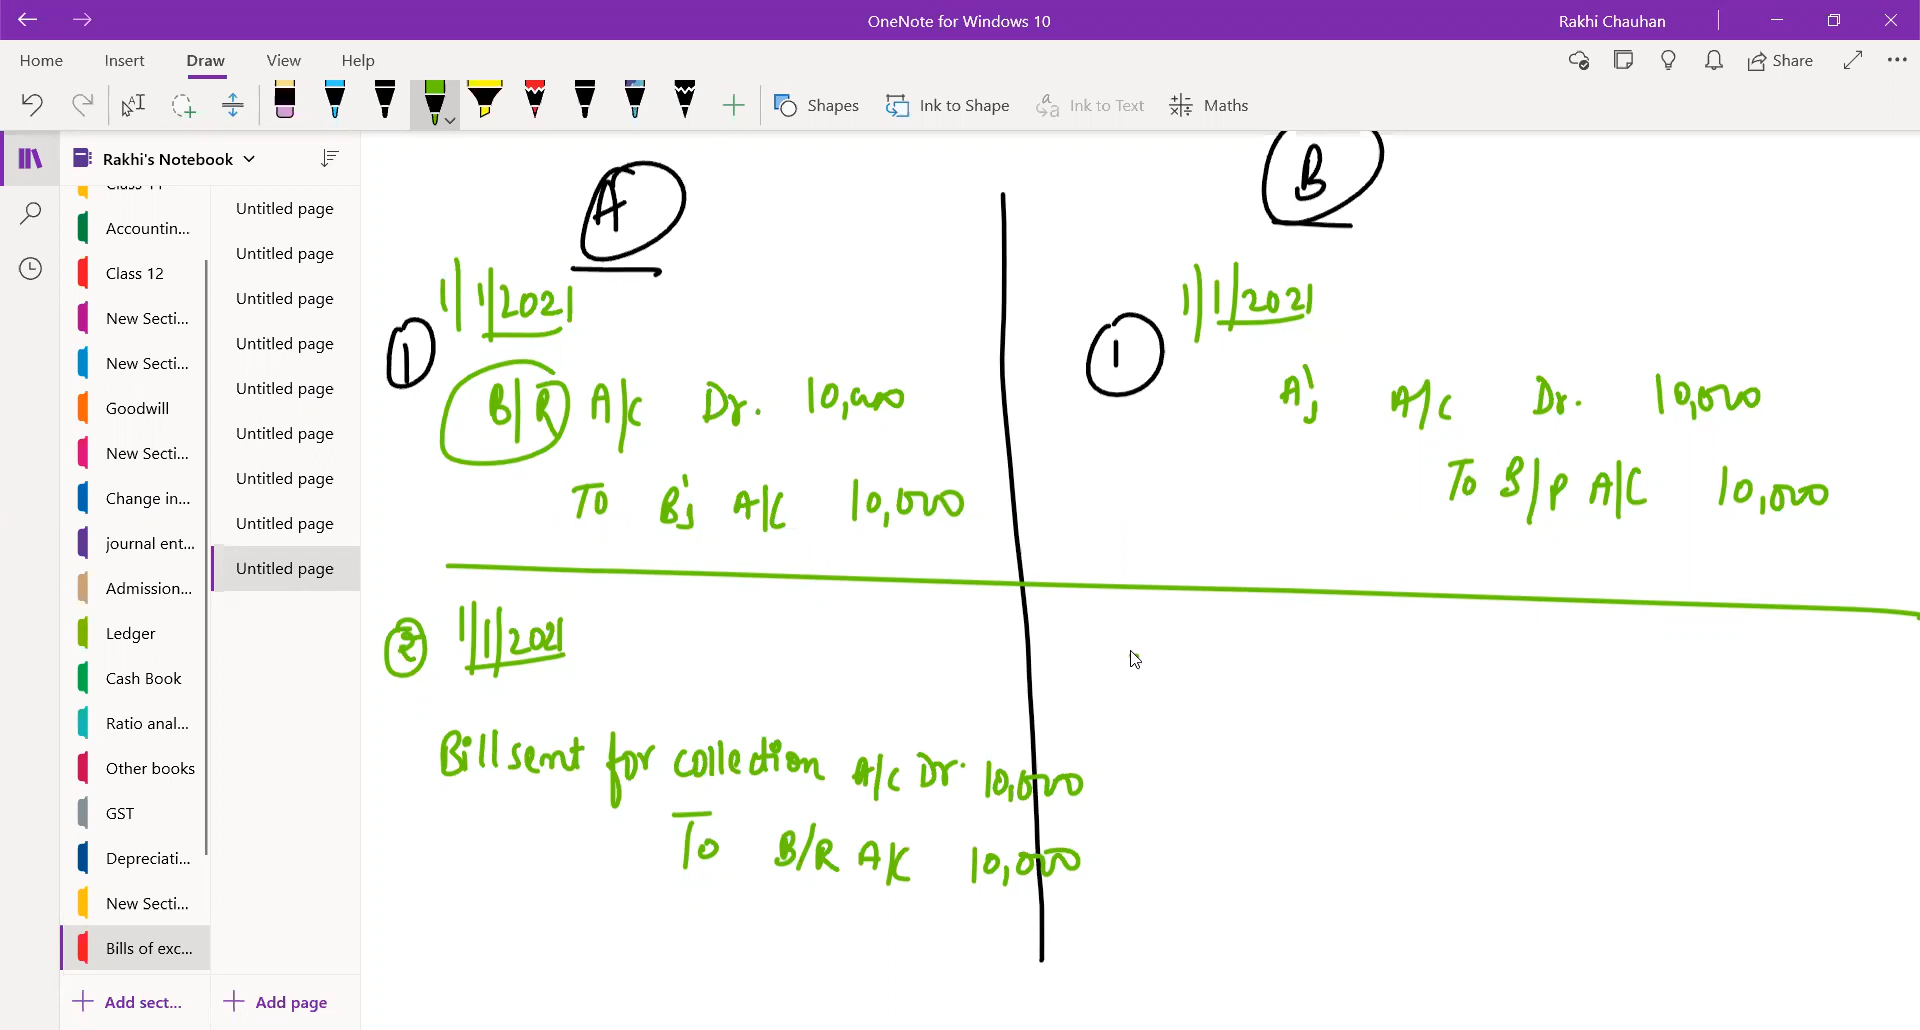 OneNote for Windows 10
Rakhi Chauhan
Home Insert Draw View Help
Share
Shapes Ink to Shape Ink to Text Maths
Rakhi's Notebook
Class 11
Accountin...
Class 12
New Secti...
New Secti...
Goodwill
New Secti...
Change in...
journal ent...
Admission...
Ledger
Cash Book
Ratio anal...
Other books
GST
Depreciati...
New Secti...
Bills of exc...
Add sect...
Untitled page
Untitled page
Untitled page
Untitled page
Untitled page
Untitled page
Untitled page
Untitled page
Untitled page
Add page
A
1/1/2021
1
B/R A/c Dr. 10,000
To B's A/c 10,000
2 1/1/2021
Bill sent for collection A/c Dr. 10,000
To B/R A/c 10,000
B
1/1/2021
1
A's A/c Dr. 10,000
To B/P A/C 10,000